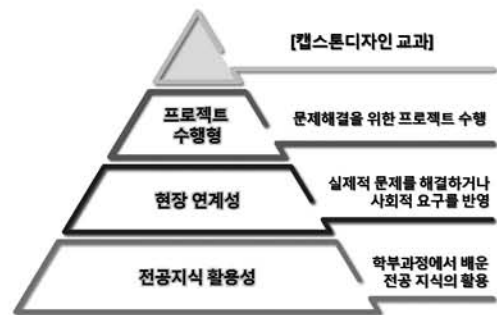 [캡스톤디자인 교과]
프로젝트
수행형
문제해결을 위한 프로젝트 수행
현장 연계성
실제적 문제를 해결하거나
사회적 요구를 반영
전공지식 활용성
학부과정에서 배운
전공 지식의 활용